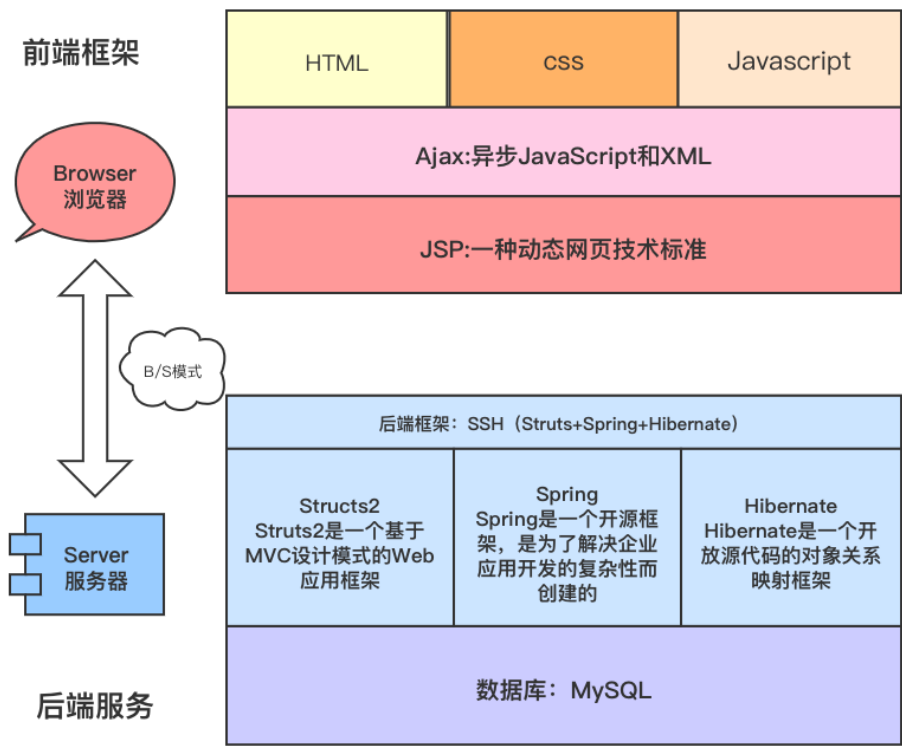 前端框架
HTML
css
Javascript
Ajax:异步JavaScript和XML
Browser
浏览器
JSP:一种动态网页技术标准
B/S模式
后端框架：SSH（Struts+Spring+Hibernate）
Structs2
Struts2是一个基于
MVC设计模式的Web
应用框架
Spring
Spring是一个开源框
架，是为了解决企业
应用开发的复杂性而
创建的
Hibernate
Hibernate是一个开
放源代码的对象关系
映射框架
Server
服务器
数据库：MySQL
后端服务